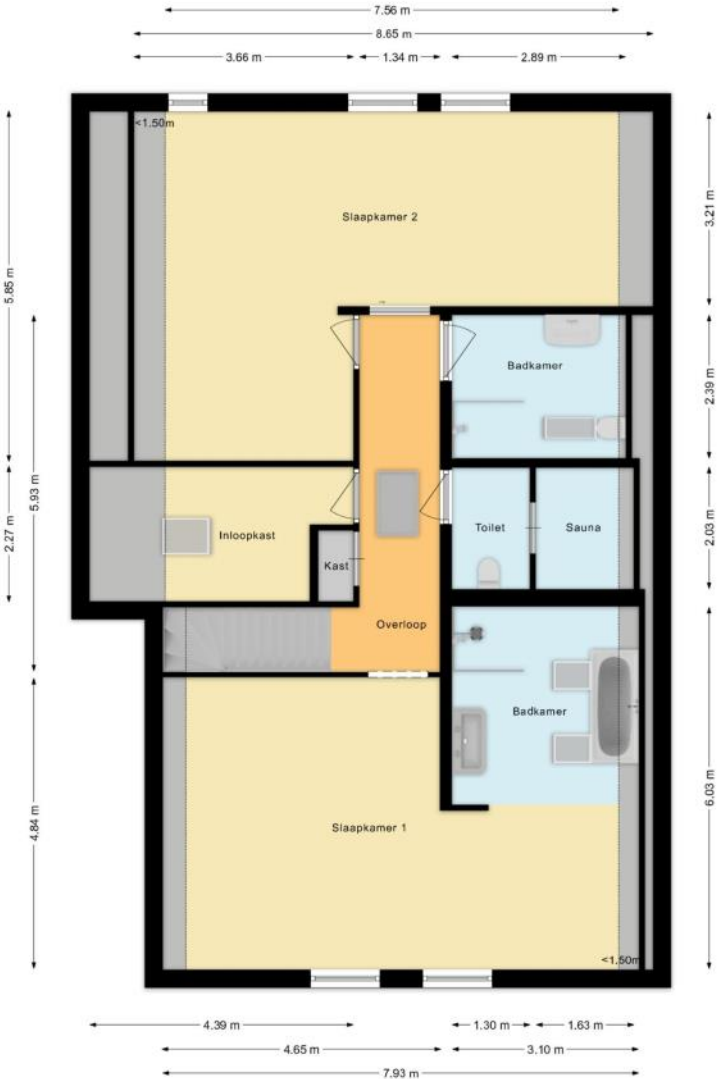 7.56 m
8.65 m
3.66 m
1.34 m
2.89 m
<1.50m
Slaapkamer 2
5.85 m
3.21 m
Badkamer
2.39 m
5.93 m
2.27 m
Inloopkast
Toilet
Sauna
2.03 m
Kast
Overloop
Badkamer
6.03 m
4.84 m
Slaapkamer 1
<1.50m
4.39 m
1.30 m
1.63 m
4.65 m
3.10 m
7.93 m